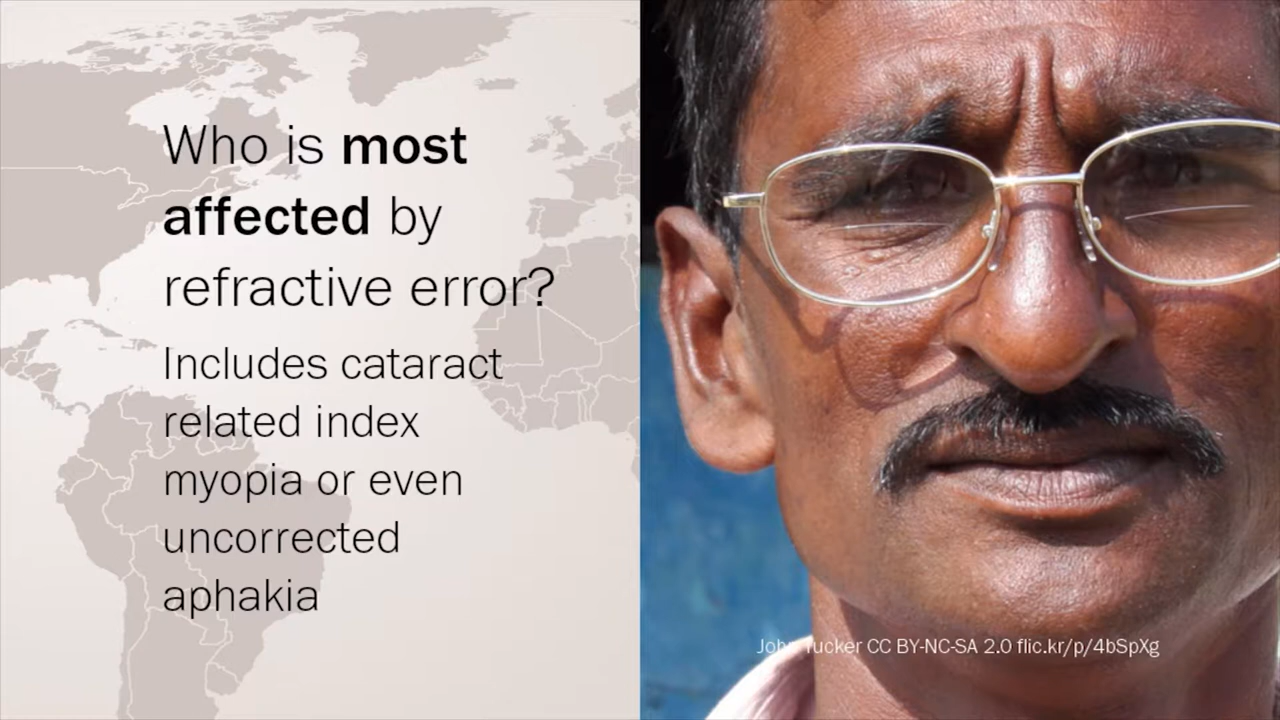 Who is most
affected by
refractive error?
Includes cataract
related index
myopia or even
uncorrected
aphakia
John Tucker CC BY-NC-SA 2.0 flic.kr/p/4bSpXg